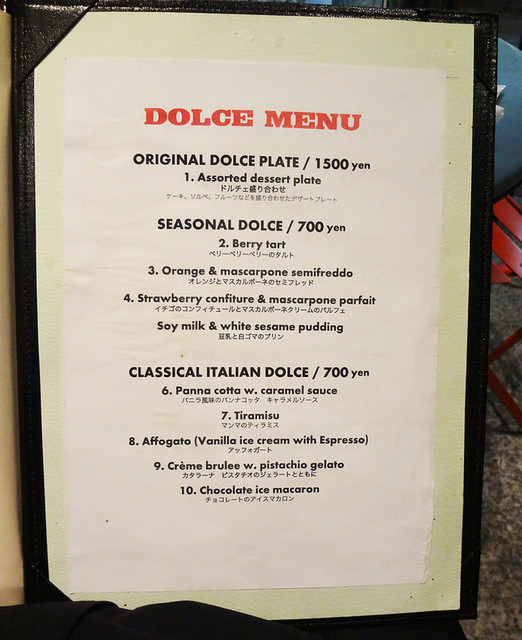 DOLCE MENU
ORIGINAL DOLCE PLATE / 1500 yen
1. Assorted dessert plate
ドルチェ盛り合わせ
ケーキ、ソルベ、フルーツなどを盛り合わせたデザートプレート
SEASONAL DOLCE / 700 yen
2. Berry tart
ベリーベリーベリーのタルト
3. Orange & mascarpone semifreddo
オレンジとマスカルポーネのセミフレッド
4. Strawberry confiture & mascarpone parfait
イチゴのコンフィチュールとマスカルポーネクリームのパルフェ
Soy milk & white sesame pudding
豆乳と白ゴマのプリン
CLASSICAL ITALIAN DOLCE / 700 yen
6. Panna cotta w. caramel sauce
バニラ風味のパンナコッタ キャラメルソース
7. Tiramisu
マンマのティラミス
8. Affogato (Vanilla ice cream with Espresso)
アッフォガート
9. Crème brulee w. pistachio gelato
カタラーナ ピスタチオのジェラートとともに
10. Chocolate ice macaron
チョコレートのアイスマカロン